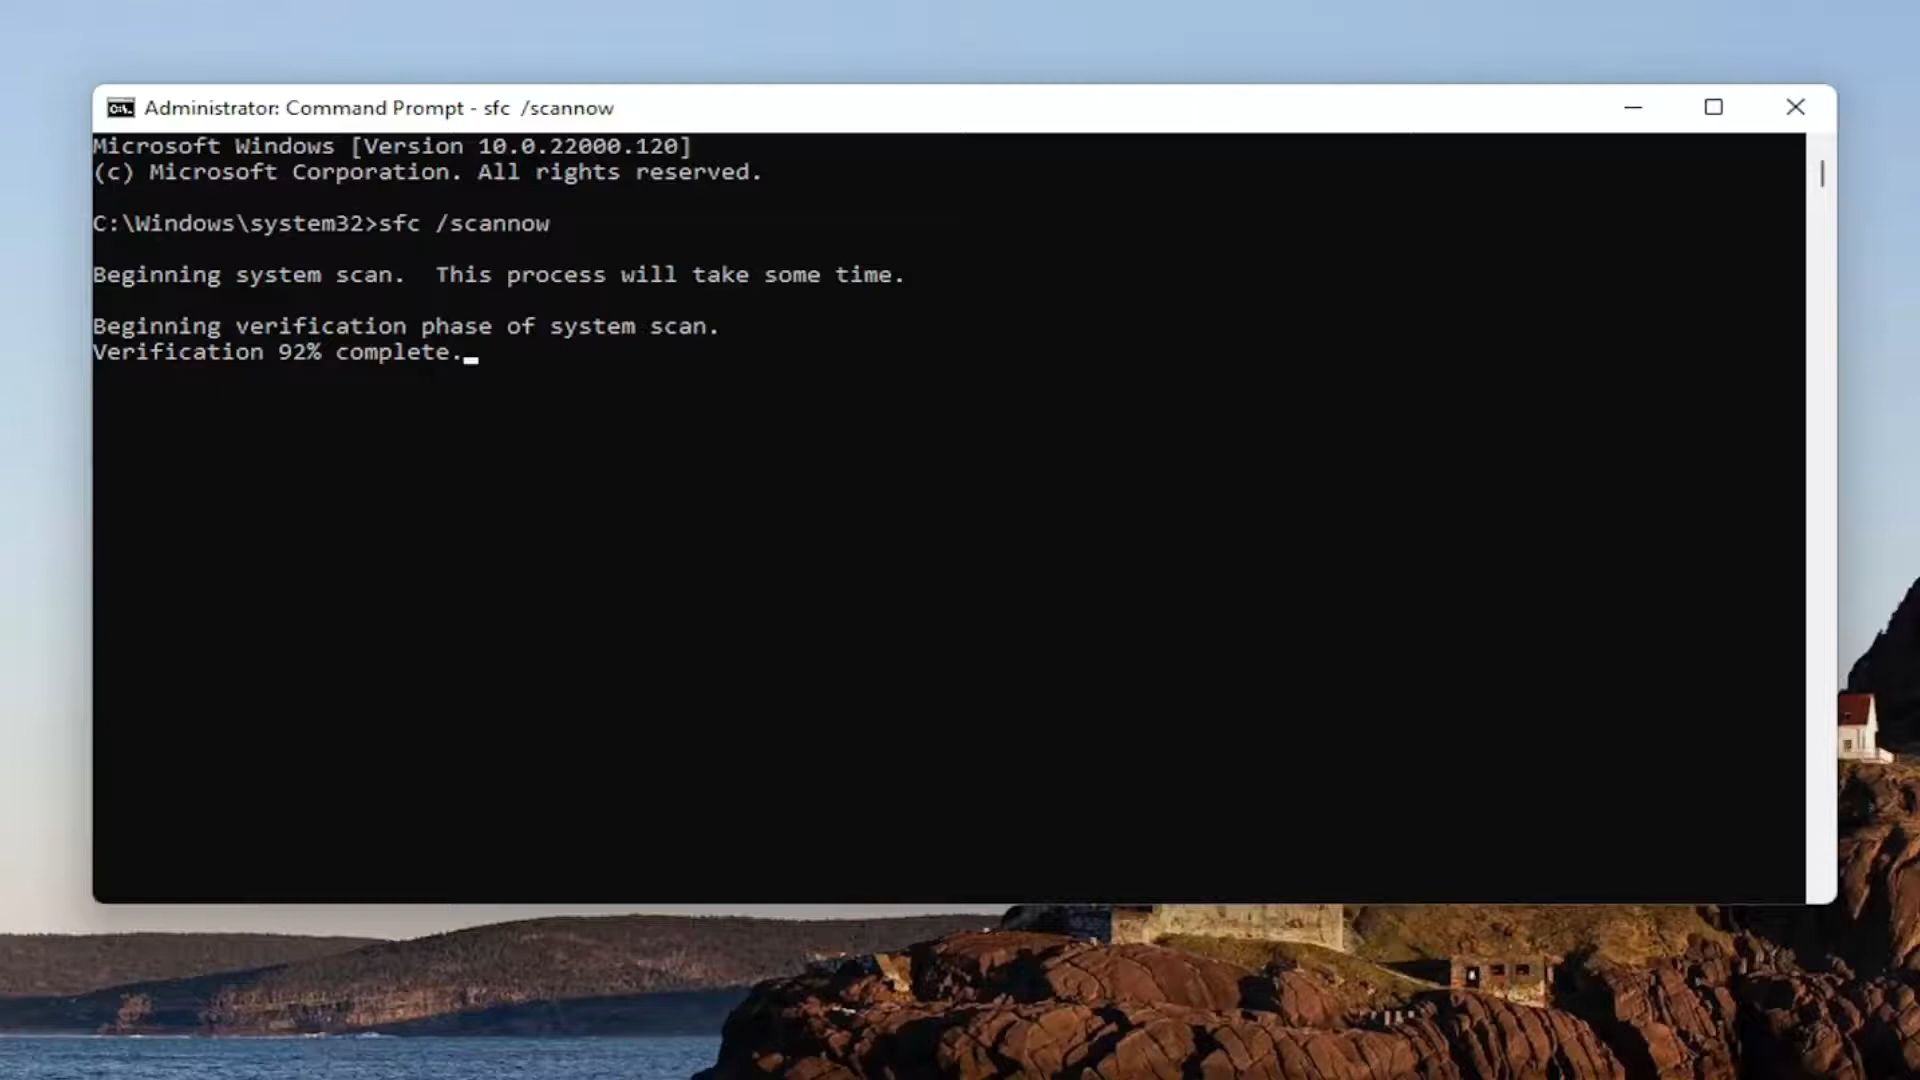 Administrator: Command Prompt - sfc  /scannow
Microsoft Windows [Version 10.0.22000.120]
(c) Microsoft Corporation. All rights reserved.
C:\Windows\system32>sfc /scannow
Beginning system scan.  This process will take some time.
Beginning verification phase of system scan.
Verification 92% complete.